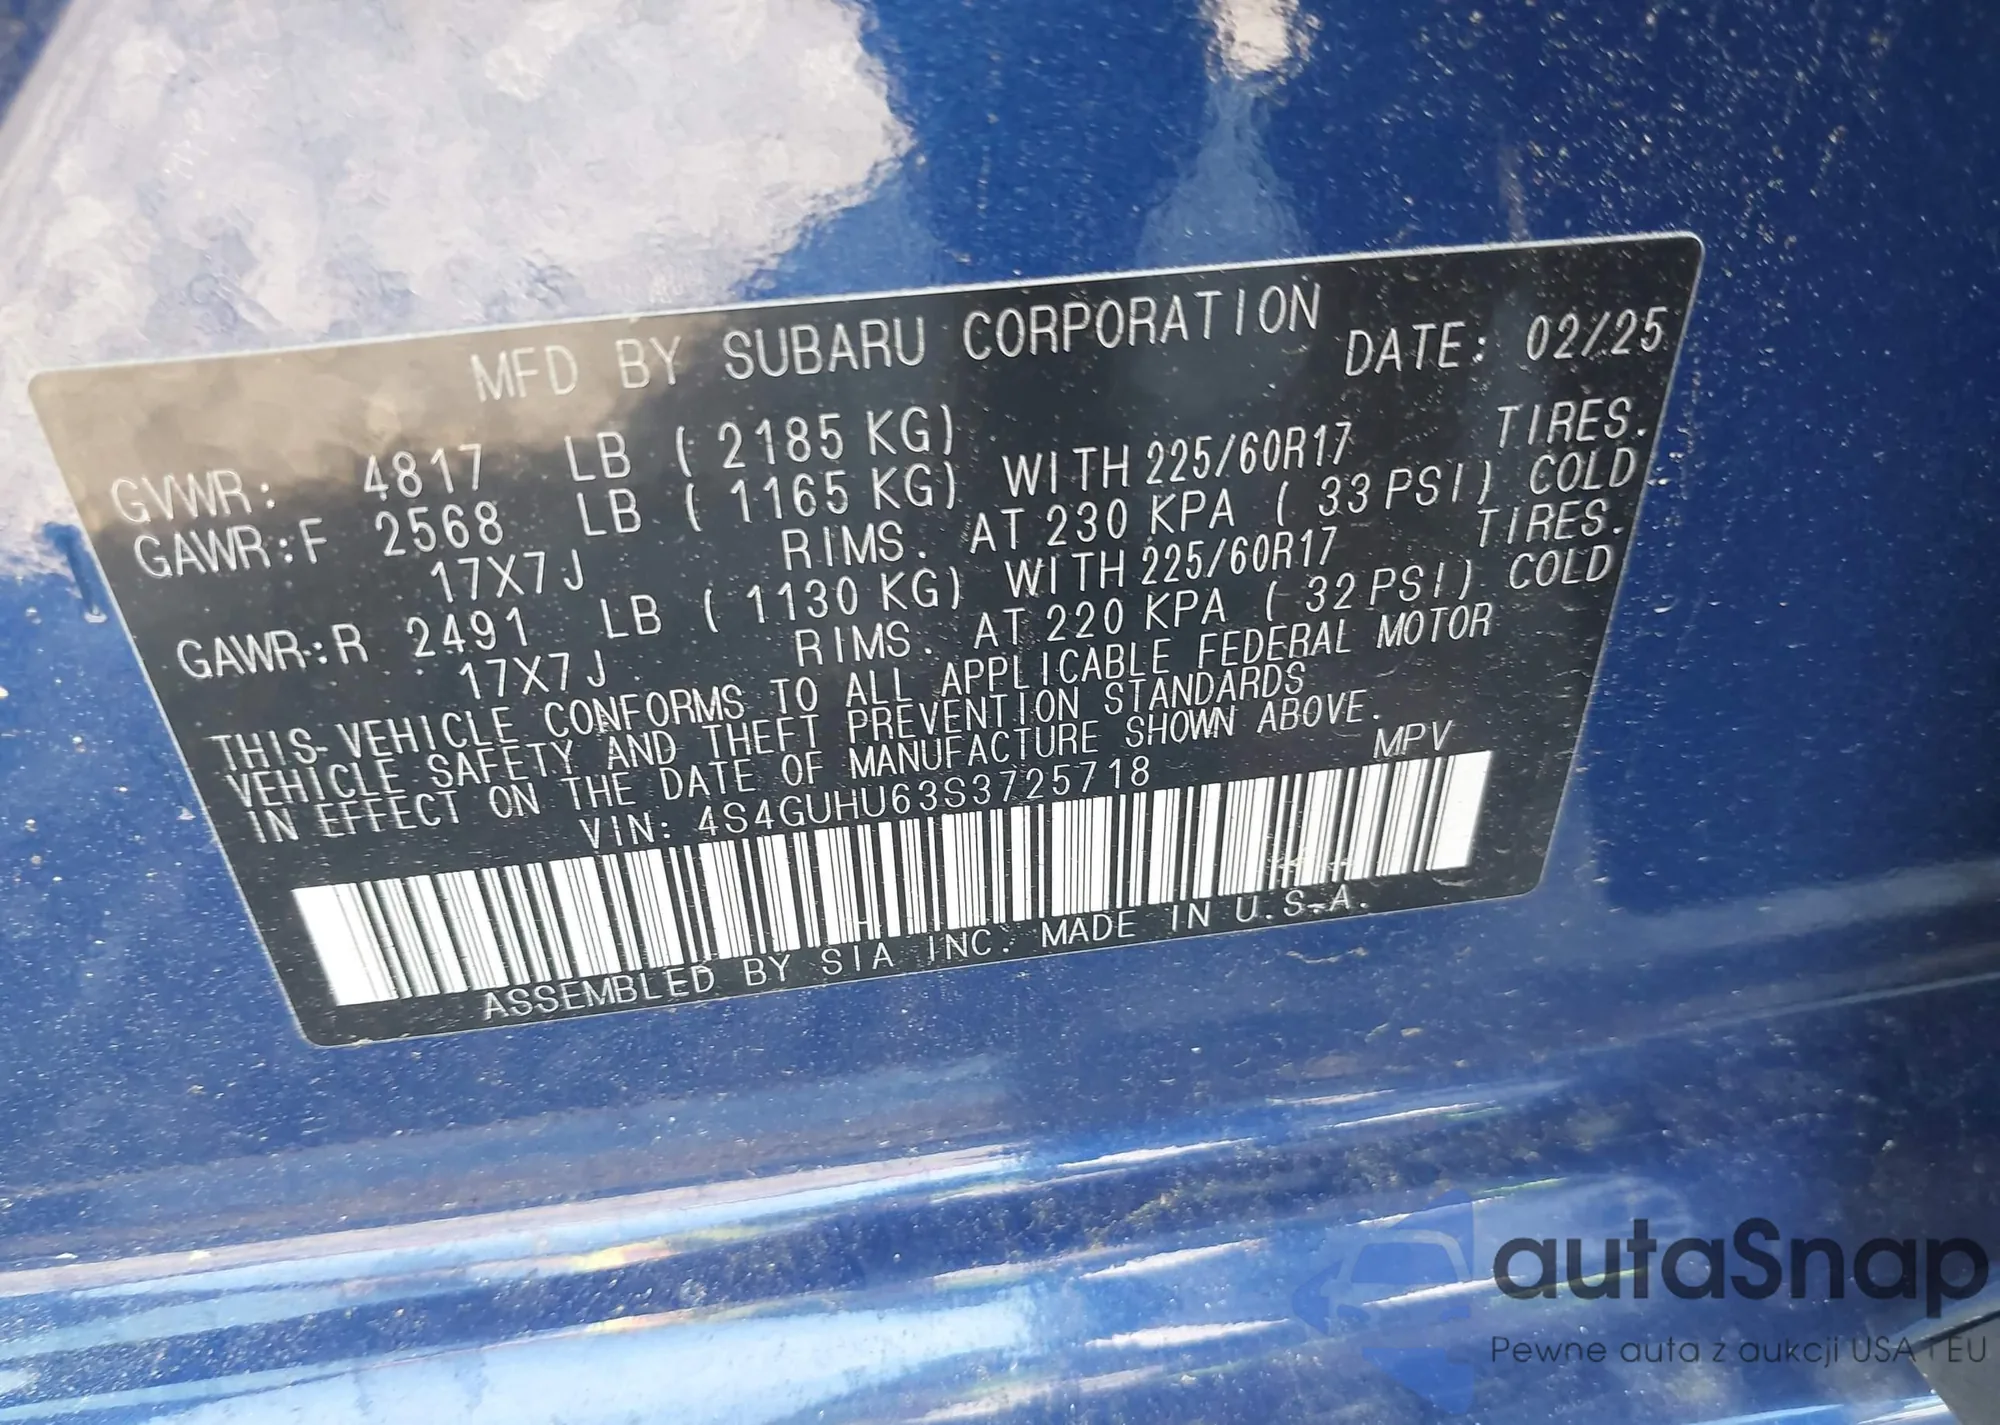 MFD BY SUBARU CORPORATION DATE: 02/25
GVWR: 4817 LB ( 2185 KG)
GAWR:F 2568 LB ( 1165 KG) WITH 225/60R17 TIRES.
17X7J RIMS. AT 230 KPA ( 33 PSI) COLD
GAWR:R 2491 LB ( 1130 KG) WITH 225/60R17 TIRES.
17X7J RIMS. AT 220 KPA ( 32 PSI) COLD
THIS VEHICLE CONFORMS TO ALL APPLICABLE FEDERAL MOTOR
VEHICLE SAFETY AND THEFT PREVENTION STANDARDS
IN EFFECT ON THE DATE OF MANUFACTURE SHOWN ABOVE.
VIN: 4S4GUHU63S3725718 MPV
ASSEMBLED BY SIA INC. MADE IN U.S.A.
autaSnap
Pewne auta z aukcji USA i EU